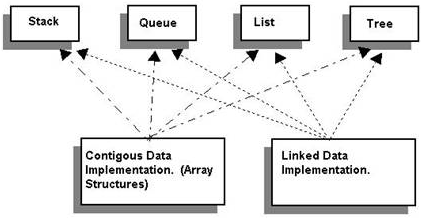 Stack
Queue
List
Tree
Contigous Data
Implementation. (Array
Structures)
Linked Data
Implementation.